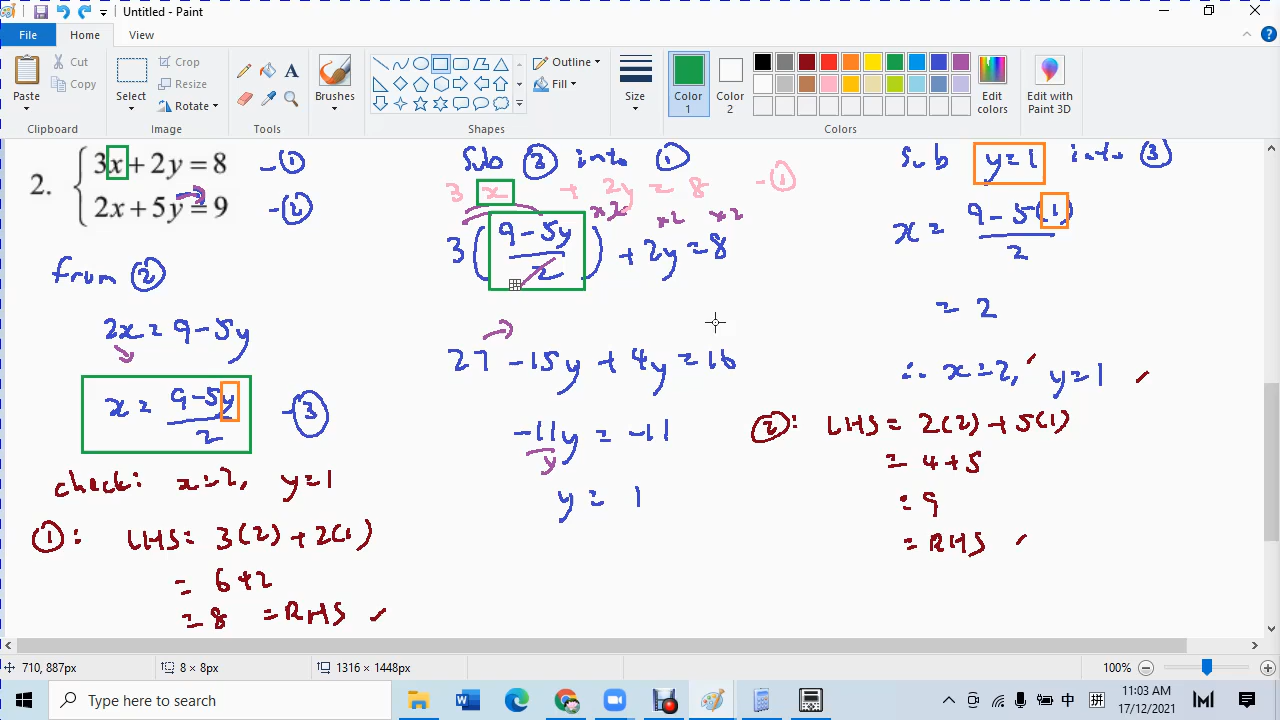 Untitled - Paint
File Home View
Paste Cut Copy Clipboard
Select Crop Resize Rotate Image
Tools
Brushes
Outline Fill Shapes
Size
Color 1 Color 2 Edit colors Edit with Paint 3D Colors
2. 3x + 2y = 8 - ①
2x + 5y = 9 - ②
from ②
2x = 9 - 5y
x = (9 - 5y)/2 - ③
check: x = 2, y = 1
①: LHS = 3(2) + 2(1)
= 6 + 2
= 8 = RHS ✓
Sub ③ into ①
3 x + 2y = 8 - ①
×2 ×2 ×2
3((9 - 5y)/2) + 2y = 8
27 - 15y + 4y = 16
-11y = -11
y = 1
Sub y = 1 into ③
x = (9 - 5(1))/2
= 2
∴ x = 2, y = 1 ✓
②: LHS = 2(2) + 5(1)
= 4 + 5
= 9
= RHS ✓
710, 887px 8 × 8px 1316 × 1448px 100%
Type here to search
中 拼 11:03 AM
17/12/2021